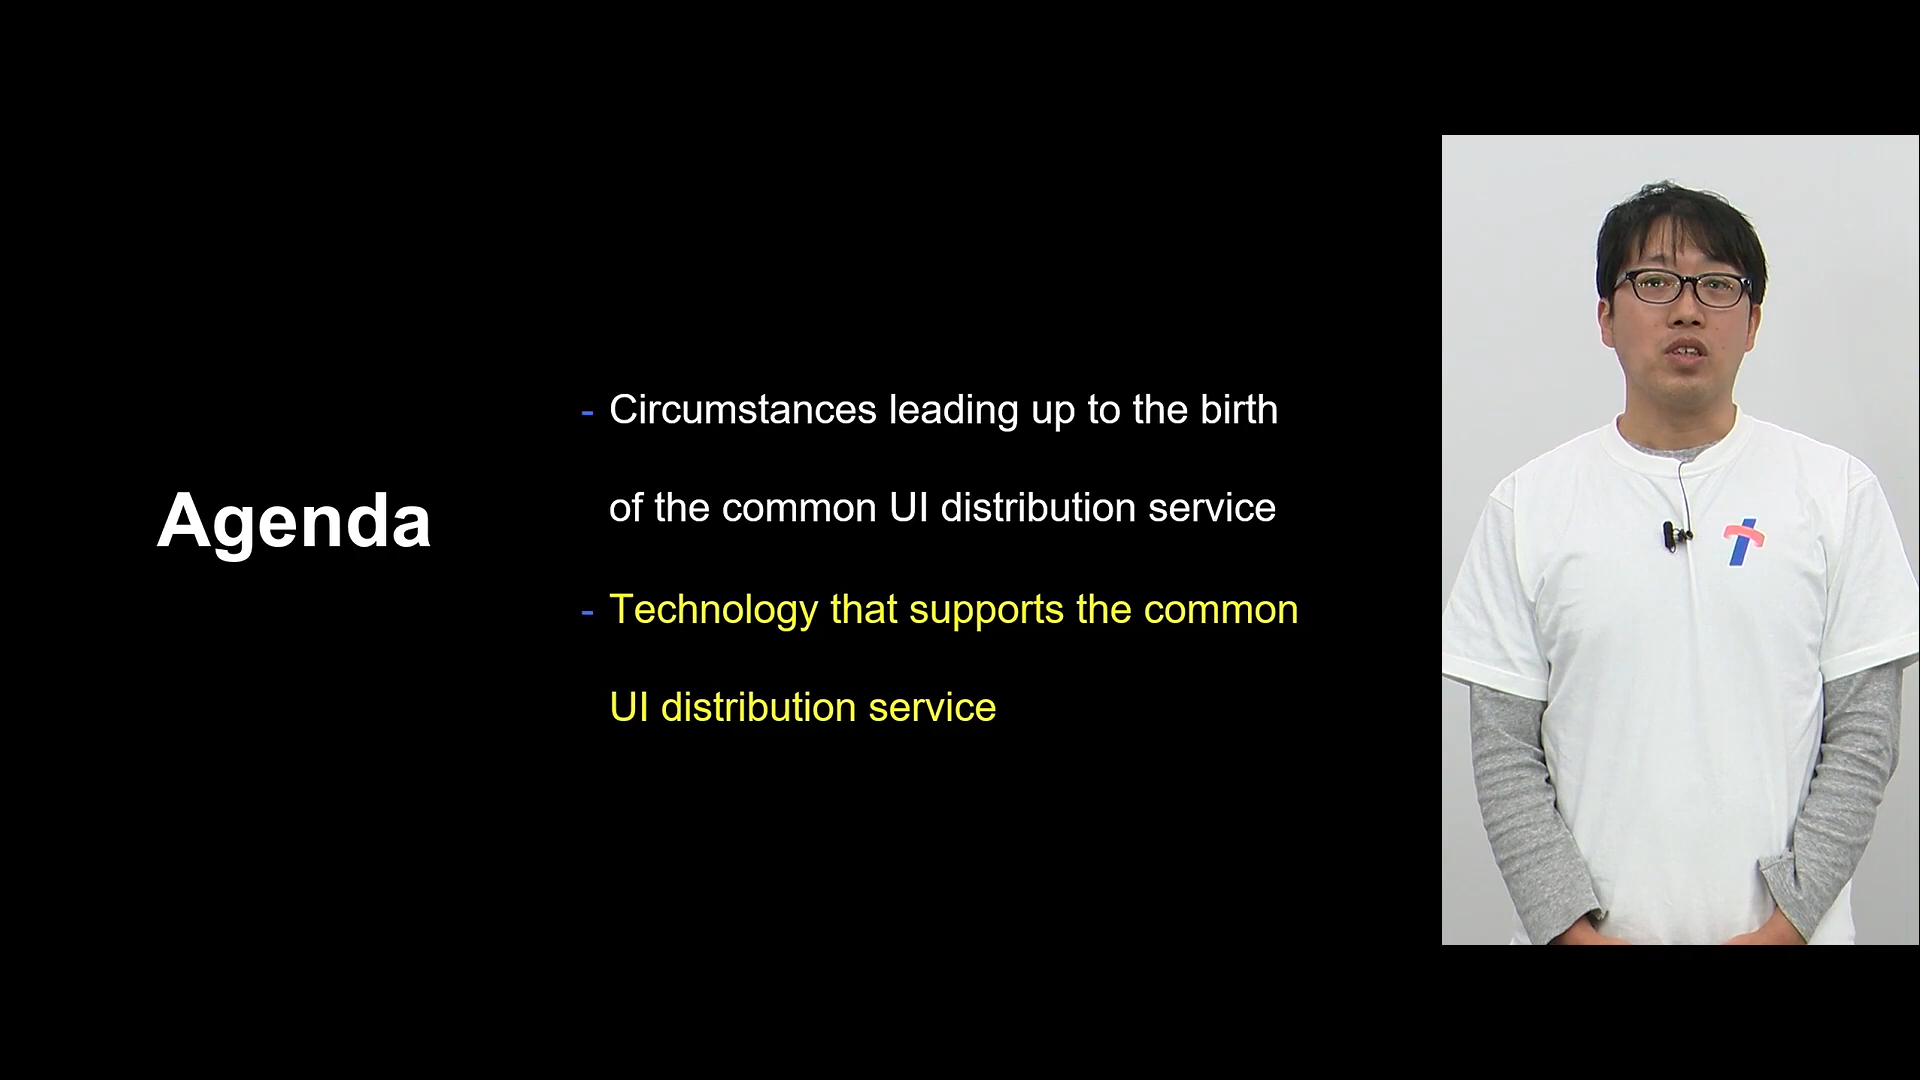 Agenda
- Circumstances leading up to the birth
of the common UI distribution service
- Technology that supports the common
UI distribution service